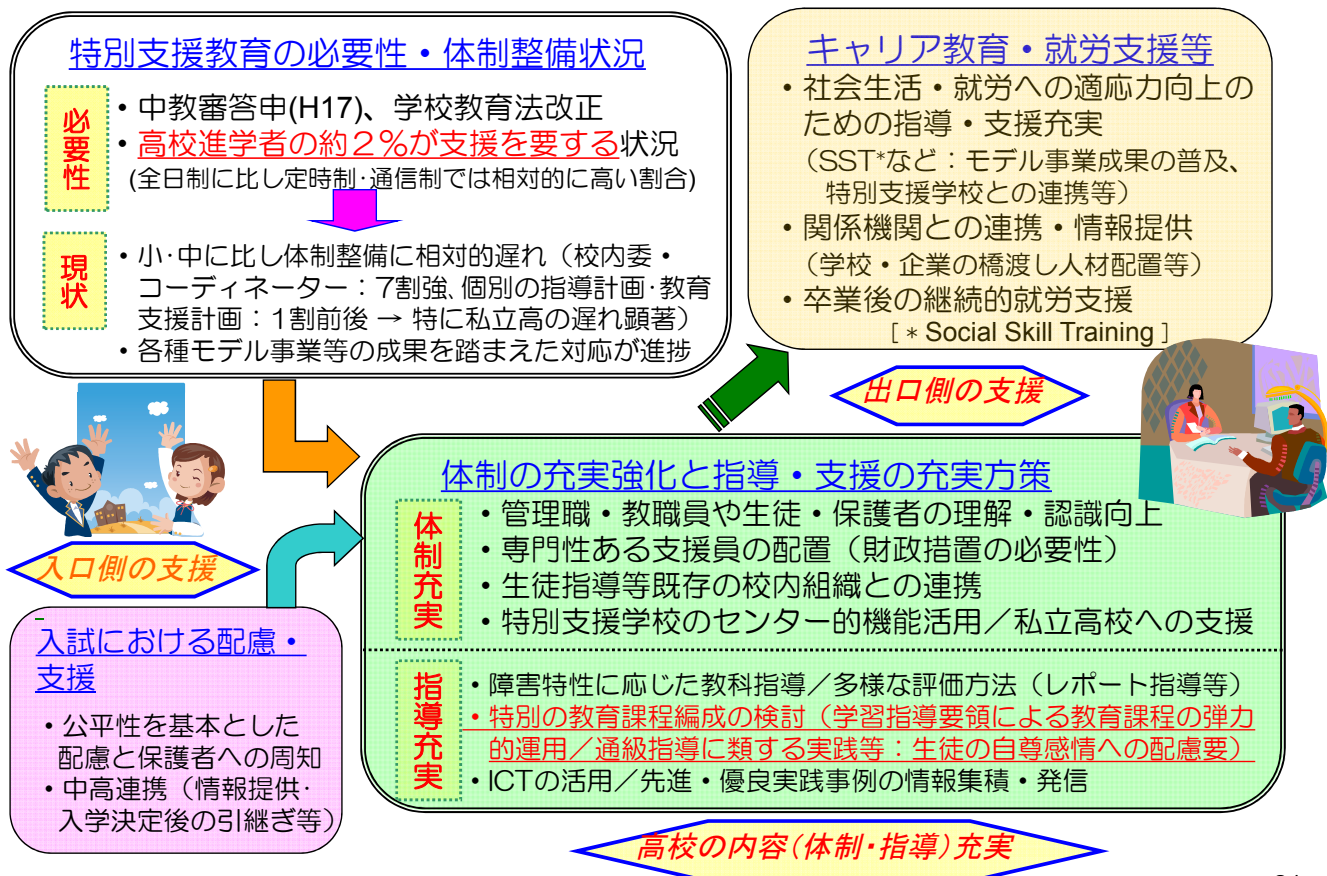 特別支援教育の必要性・体制整備状況
必要性
・中教審答申(H17)、学校教育法改正
・高校進学者の約２％が支援を要する状況
(全日制に比し定時制･通信制では相対的に高い割合)
現状
・小･中に比し体制整備に相対的遅れ（校内委・
コーディネーター：７割強､個別の指導計画･教育
支援計画：１割前後 → 特に私立高の遅れ顕著）
・各種モデル事業等の成果を踏まえた対応が進捗
キャリア教育・就労支援等
・社会生活・就労への適応力向上の
ための指導・支援充実
（SST*など：モデル事業成果の普及、
特別支援学校との連携等）
・関係機関との連携・情報提供
（学校・企業の橋渡し人材配置等）
・卒業後の継続的就労支援
[ * Social Skill Training ]
出口側の支援
入口側の支援
入試における配慮・
支援
・公平性を基本とした
配慮と保護者への周知
・中高連携（情報提供･
入学決定後の引継ぎ等）
体制の充実強化と指導・支援の充実方策
体制充実
・管理職・教職員や生徒・保護者の理解・認識向上
・専門性ある支援員の配置（財政措置の必要性）
・生徒指導等既存の校内組織との連携
・特別支援学校のセンター的機能活用／私立高校への支援
指導充実
・障害特性に応じた教科指導／多様な評価方法（レポート指導等）
・特別の教育課程編成の検討（学習指導要領による教育課程の弾力
的運用／通級指導に類する実践等：生徒の自尊感情への配慮要）
・ICTの活用／先進・優良実践事例の情報集積・発信
高校の内容（体制・指導）充実